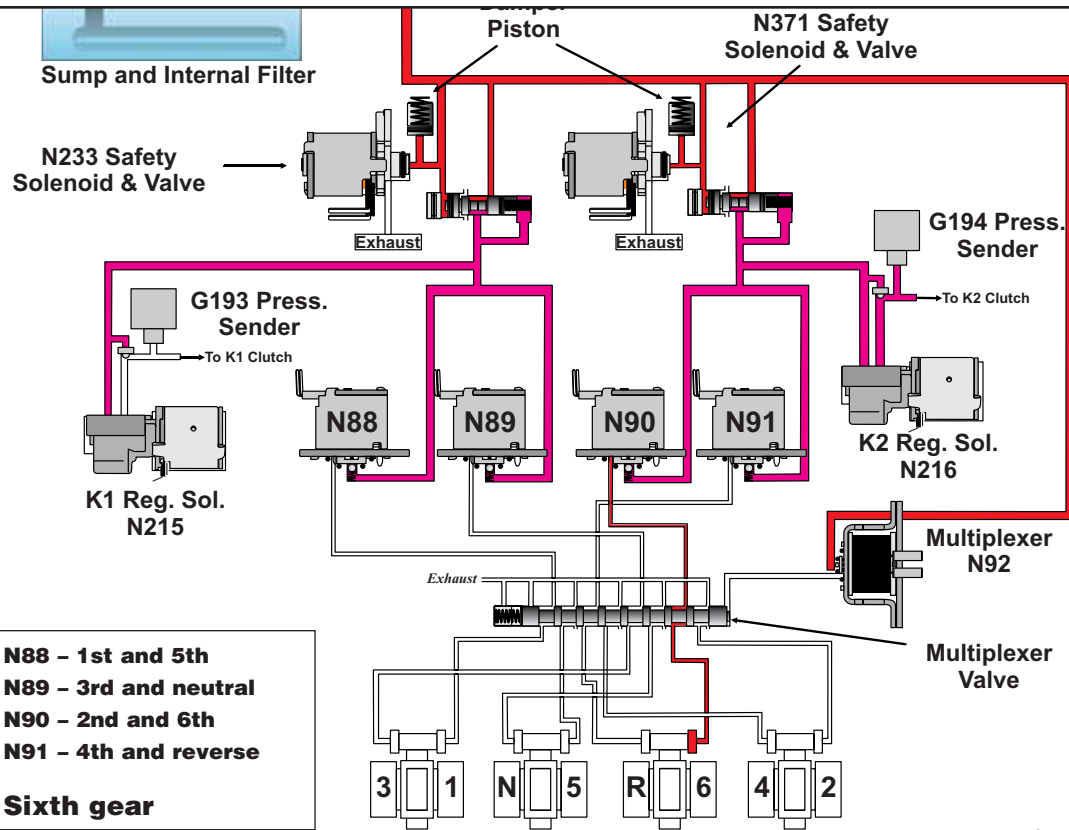 Piston
N371 Safety
Solenoid & Valve
Sump and Internal Filter
N233 Safety
Solenoid & Valve
Exhaust
Exhaust
G194 Press.
Sender
To K2 Clutch
G193 Press.
Sender
To K1 Clutch
N88
N89
N90
N91
K2 Reg. Sol.
N216
K1 Reg. Sol.
N215
Multiplexer
N92
Exhaust
Multiplexer
Valve
N88 – 1st and 5th
N89 – 3rd and neutral
N90 – 2nd and 6th
N91 – 4th and reverse
Sixth gear
3 1
N 5
R 6
4 2